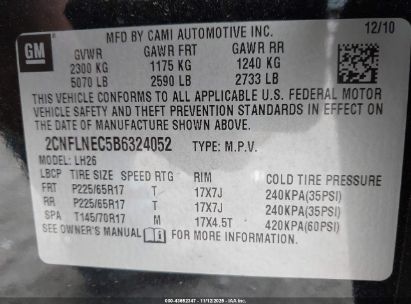 MFD BY CAMI AUTOMOTIVE INC. 12/10
GM
GVWR GAWR FRT GAWR RR
2300 KG 1175 KG 1240 KG
5070 LB 2590 LB 2733 LB
THIS VEHICLE CONFORMS TO ALL APPLICABLE U.S. FEDERAL MOTOR
VEHICLE SAFETY AND THEFT PREVENTION STANDARDS IN EFFECT ON
THE DATE OF MANUFACTURE SHOWN ABOVE.
2CNFLNEC5B6324052 TYPE: M.P.V.
MODEL: LH26
LBCP TIRE SIZE SPEED RTG RIM COLD TIRE PRESSURE
FRT P225/65R17 T 17X7J 240KPA(35PSI)
RR P225/65R17 T 17X7J 240KPA(35PSI)
SPA T145/70R17 M 17X4.5T 420KPA(60PSI)
SEE OWNER'S MANUAL FOR MORE INFORMATION.